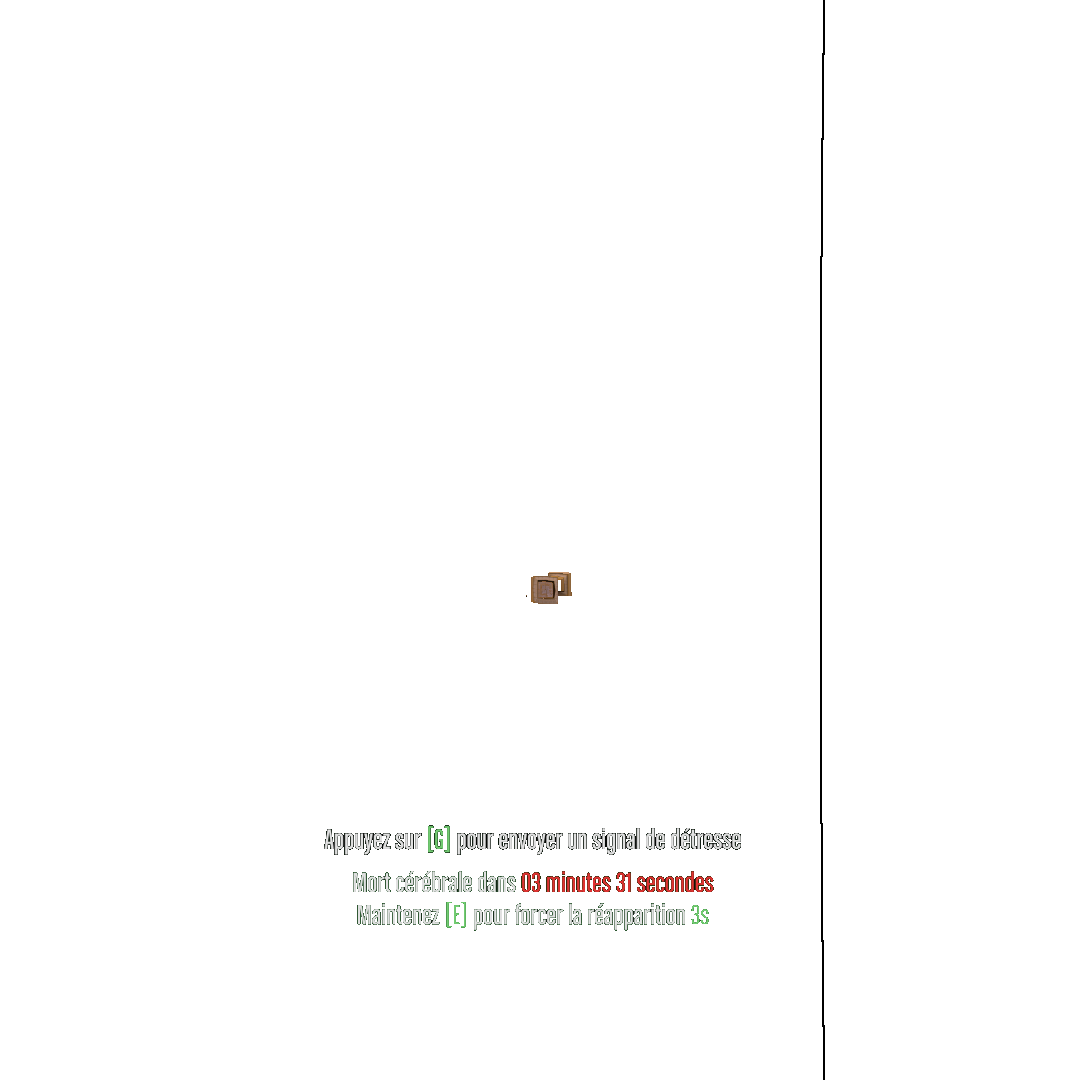 Appuyez sur [G] pour envoyer un signal de détresse
Mort cérébrale dans 03 minutes 31 secondes
Maintenez [E] pour forcer la réapparition 3s